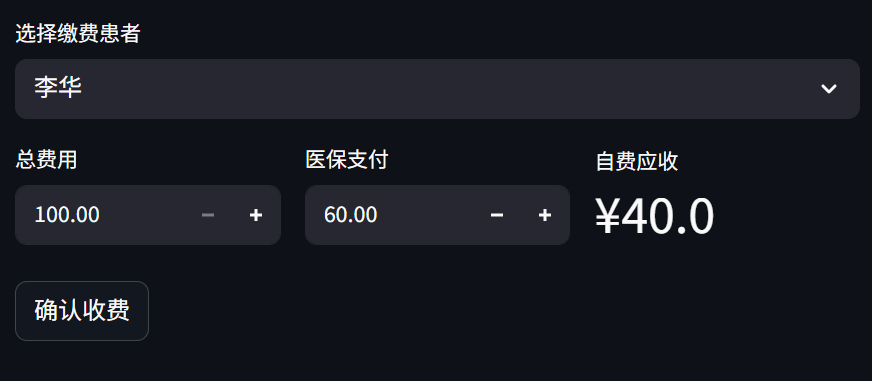 选择缴费患者
李华
总费用 医保支付 自费应收
100.00 60.00 ¥40.0
确认收费